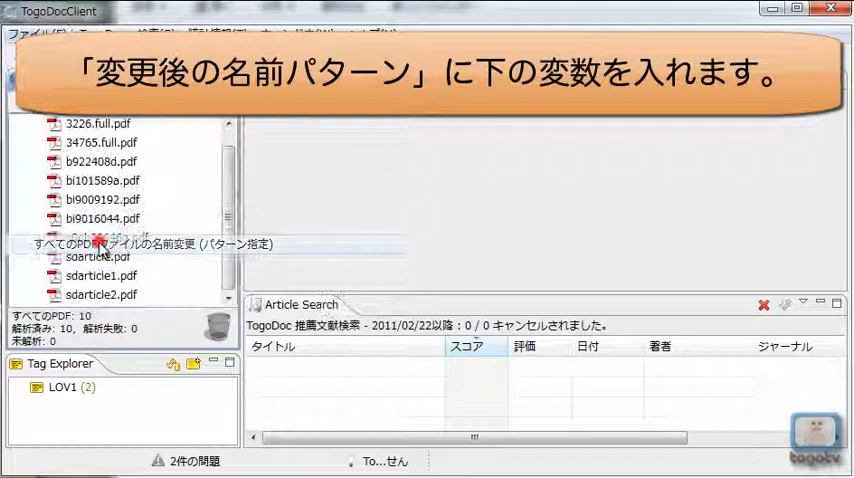 TogoDocClient
「変更後の名前パターン」に下の変数を入れます。
3226.full.pdf
34765.full.pdf
b922408d.pdf
bi101589a.pdf
bi9009192.pdf
bi9016044.pdf
すべてのPDFファイルの名前変更 (パターン指定)
sdarticle.pdf
sdarticle1.pdf
sdarticle2.pdf
すべてのPDF: 10
解析済み: 10, 解析失敗: 0
未解析: 0
Article Search
TogoDoc 推薦文献検索 - 2011/02/22以降 : 0 / 0 キャンセルされました。
タイトル スコア 評価 日付 著者 ジャーナル
Tag Explorer
LOV1 (2)
2件の問題
To...せん
togotv